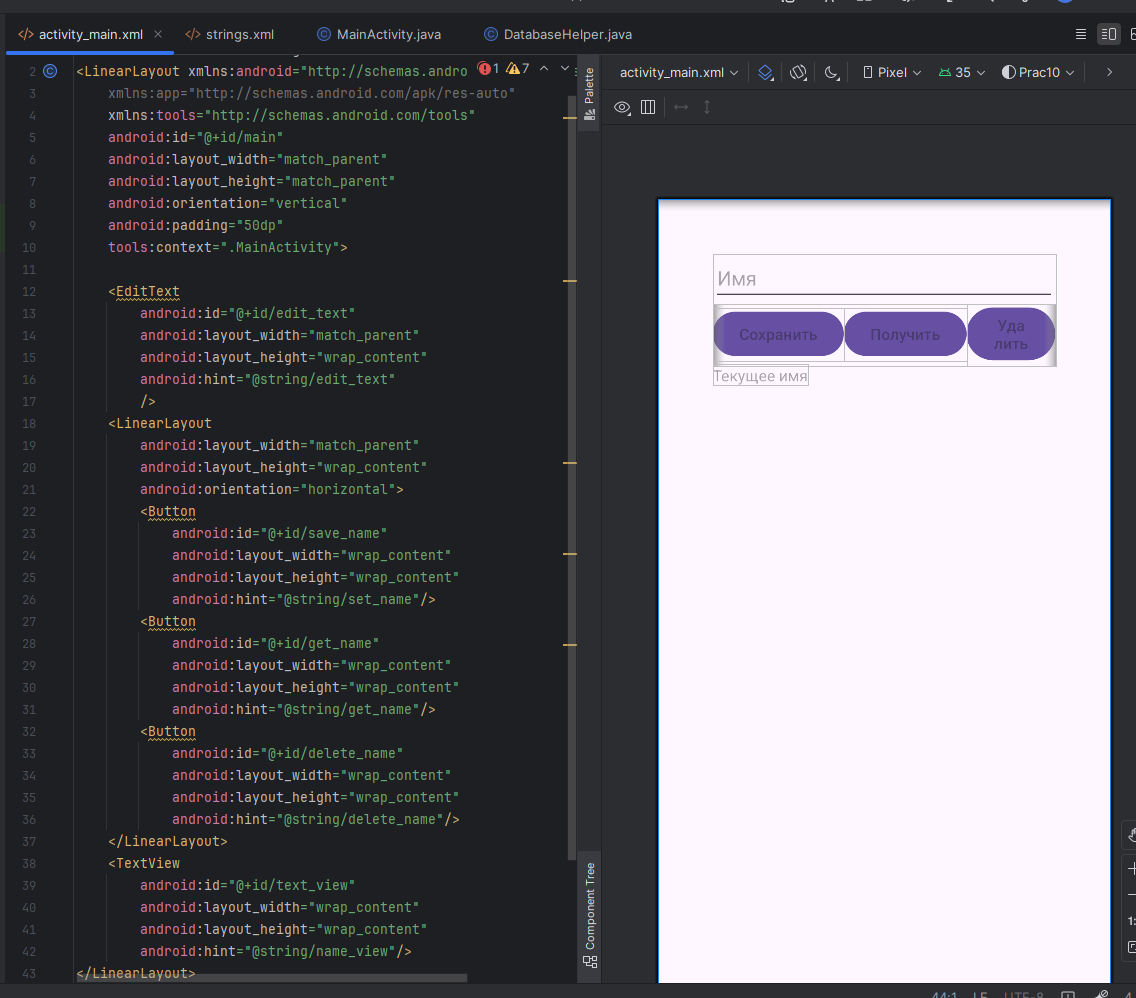 activity_main.xml
strings.xml
MainActivity.java
DatabaseHelper.java
2 <LinearLayout xmlns:android="http://schemas.andro
1 7
3 xmlns:app="http://schemas.android.com/apk/res-auto"
4 xmlns:tools="http://schemas.android.com/tools"
5 android:id="@+id/main"
6 android:layout_width="match_parent"
7 android:layout_height="match_parent"
8 android:orientation="vertical"
9 android:padding="50dp"
10 tools:context=".MainActivity">
11
12 <EditText
13 android:id="@+id/edit_text"
14 android:layout_width="match_parent"
15 android:layout_height="wrap_content"
16 android:hint="@string/edit_text"
17 />
18 <LinearLayout
19 android:layout_width="match_parent"
20 android:layout_height="wrap_content"
21 android:orientation="horizontal">
22 <Button
23 android:id="@+id/save_name"
24 android:layout_width="wrap_content"
25 android:layout_height="wrap_content"
26 android:hint="@string/set_name"/>
27 <Button
28 android:id="@+id/get_name"
29 android:layout_width="wrap_content"
30 android:layout_height="wrap_content"
31 android:hint="@string/get_name"/>
32 <Button
33 android:id="@+id/delete_name"
34 android:layout_width="wrap_content"
35 android:layout_height="wrap_content"
36 android:hint="@string/delete_name"/>
37 </LinearLayout>
38 <TextView
39 android:id="@+id/text_view"
40 android:layout_width="wrap_content"
41 android:layout_height="wrap_content"
42 android:hint="@string/name_view"/>
43 </LinearLayout>
Palette
Component Tree
activity_main.xml
Pixel
35
Prac10
Имя
Сохранить
Получить
Уда
лить
Текущее имя
1:
44:1 LF UTF-8 4